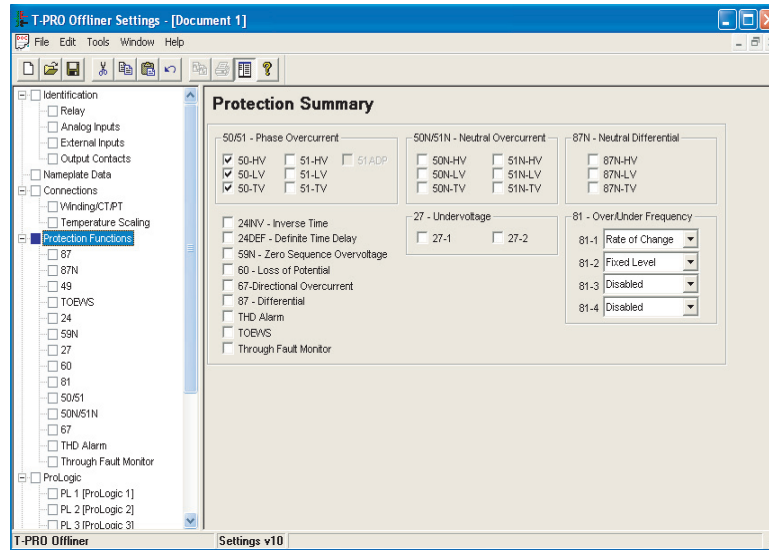 T-PRO Offliner Settings - [Document 1]
File Edit Tools Window Help
Identification
Relay
Analog Inputs
External Inputs
Output Contacts
Nameplate Data
Connections
Winding/CT/PT
Temperature Scaling
Protection Functions
87
87N
49
TOEWS
24
59N
27
60
81
50/51
50N/51N
67
THD Alarm
Through Fault Monitor
ProLogic
PL 1 [ProLogic 1]
PL 2 [ProLogic 2]
PL 3 [ProLogic 3]
Protection Summary
50/51 - Phase Overcurrent
50-HV 51-HV 51ADP
50-LV 51-LV
50-TV 51-TV
50N/51N - Neutral Overcurrent
50N-HV 51N-HV
50N-LV 51N-LV
50N-TV 51N-TV
87N - Neutral Differential
87N-HV
87N-LV
87N-TV
24INV - Inverse Time
24DEF - Definite Time Delay
59N - Zero Sequence Overvoltage
60 - Loss of Potential
67-Directional Overcurrent
87 - Differential
THD Alarm
TOEWS
Through Fault Monitor
27 - Undervoltage
27-1 27-2
81 - Over/Under Frequency
81-1 Rate of Change
81-2 Fixed Level
81-3 Disabled
81-4 Disabled
T-PRO Offliner Settings v10